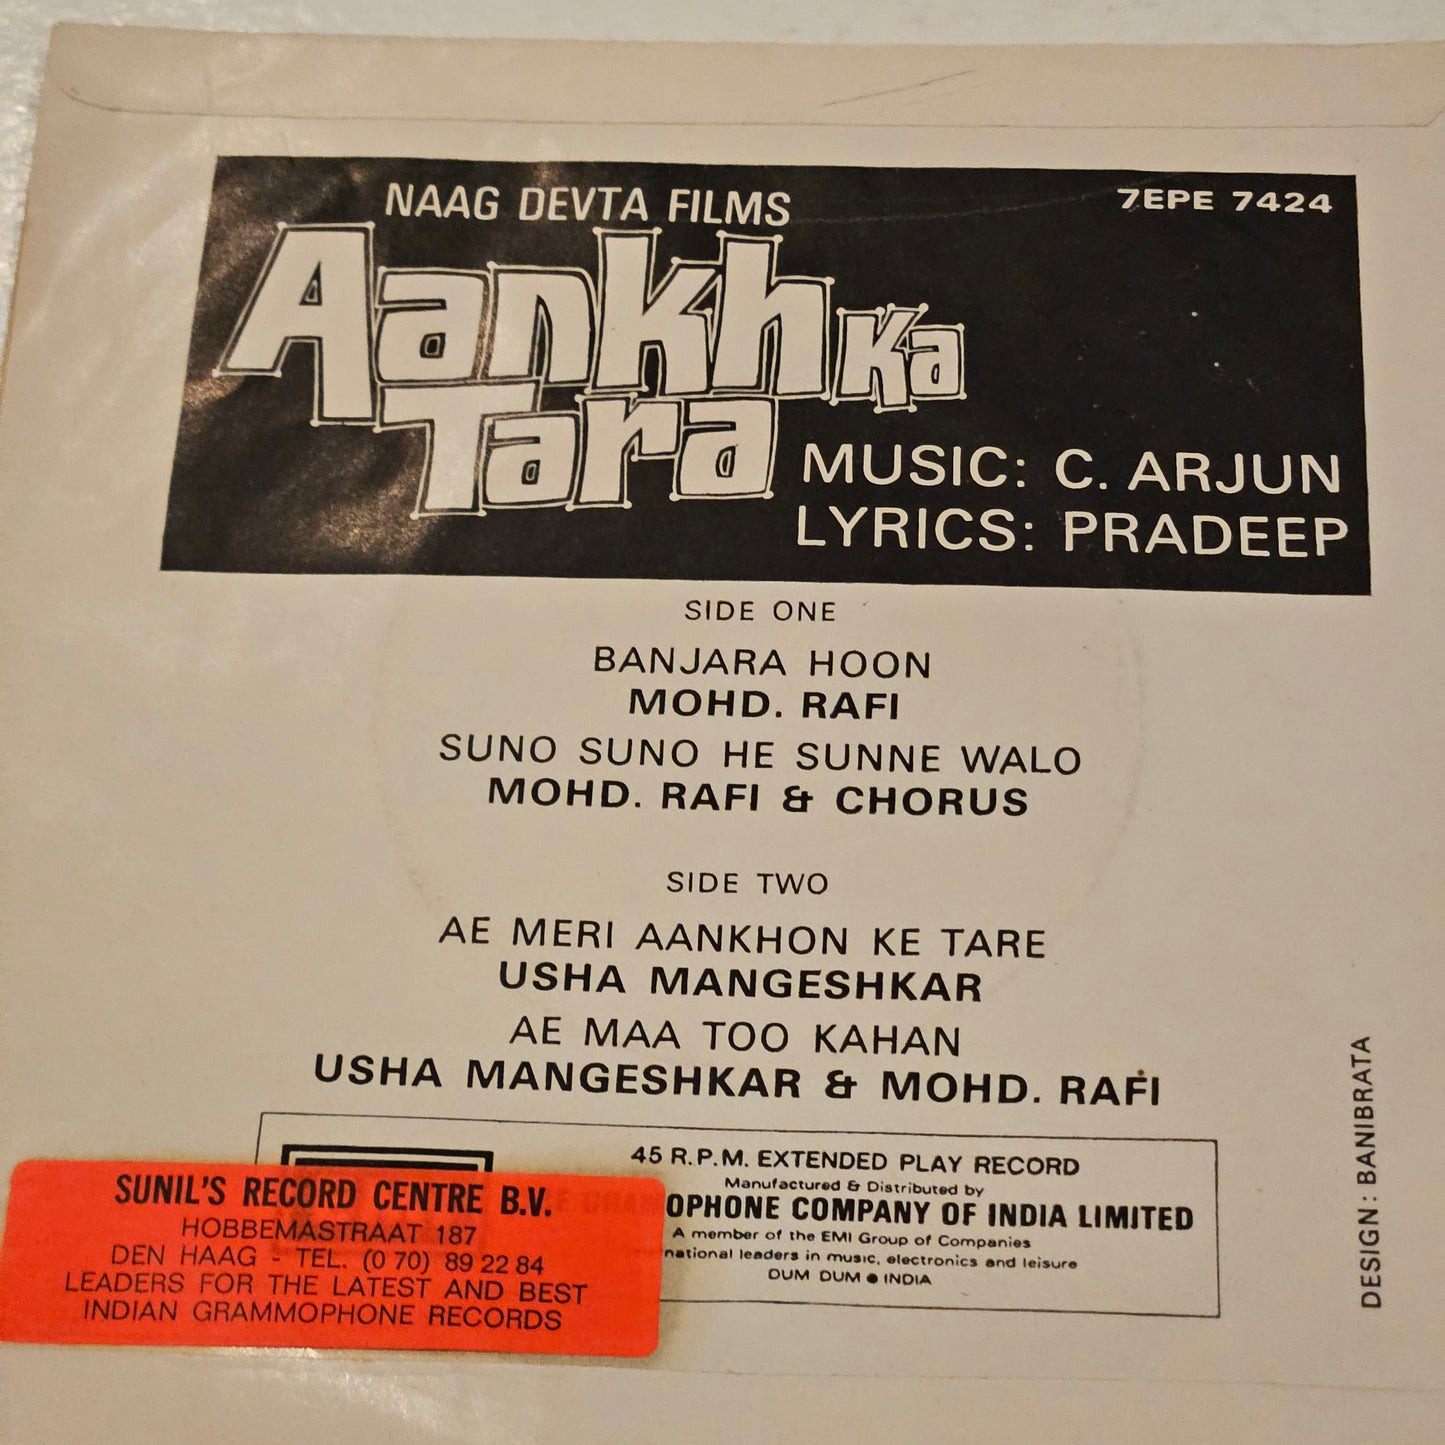 NAAG DEVTA FILMS
7EPE 7424
Aankh Ka
Tara
MUSIC: C. ARJUN
LYRICS: PRADEEP
SIDE ONE
BANJARA HOON
MOHD. RAFI
SUNO SUNO HE SUNNE WALO
MOHD. RAFI & CHORUS
SIDE TWO
AE MERI AANKHON KE TARE
USHA MANGESHKAR
AE MAA TOO KAHAN
USHA MANGESHKAR & MOHD. RAFI
45 R.P.M. EXTENDED PLAY RECORD
Manufactured & Distributed by
GRAMOPHONE COMPANY OF INDIA LIMITED
A member of the EMI Group of Companies
leaders in music, electronics and leisure
DUM DUM ● INDIA
SUNIL'S RECORD CENTRE B.V.
HOBBEMASTRAAT 187
DEN HAAG - TEL. (0 70) 89 22 84
LEADERS FOR THE LATEST AND BEST
INDIAN GRAMMOPHONE RECORDS
DESIGN : BANIBRATA